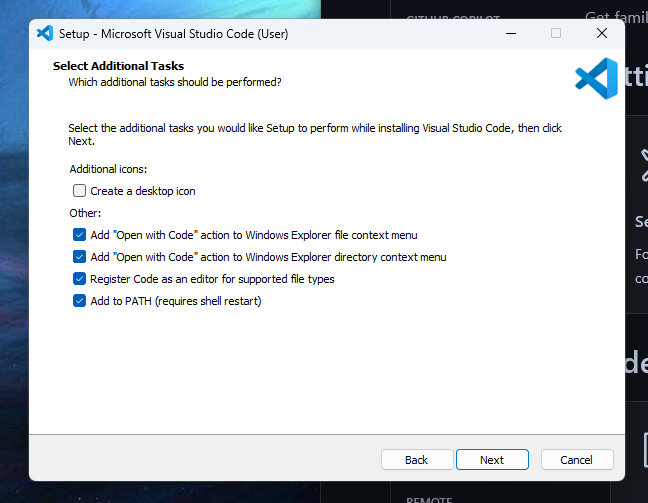 GITHUB COPILOT
Get famil
Setup - Microsoft Visual Studio Code (User)
Select Additional Tasks
Which additional tasks should be performed?
tti
Select the additional tasks you would like Setup to perform while installing Visual Studio Code, then click
Next.
Additional icons:
Create a desktop icon
Other:
Se
Add "Open with Code" action to Windows Explorer file context menu
Add "Open with Code" action to Windows Explorer directory context menu
Fo
Register Code as an editor for supported file types
co
Add to PATH (requires shell restart)
de
Back
Next
Cancel
REMOTE